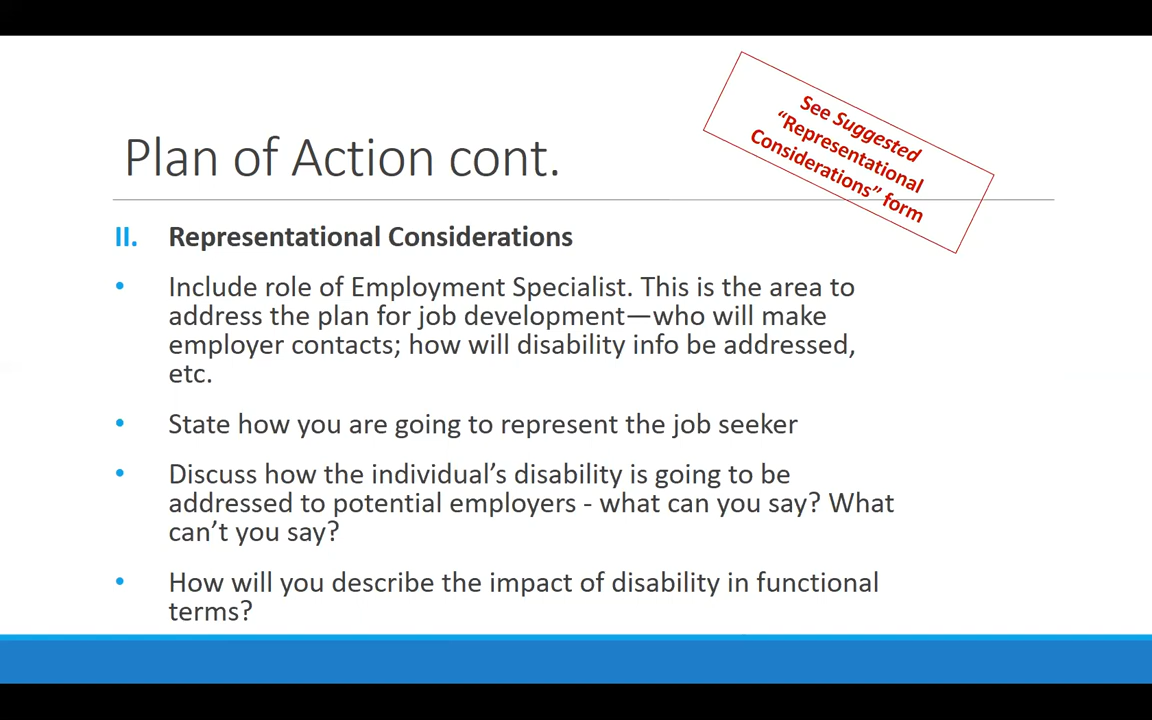 See Suggested
“Representational
Considerations” form
Plan of Action cont.
II. Representational Considerations
• Include role of Employment Specialist. This is the area to
address the plan for job development—who will make
employer contacts; how will disability info be addressed,
etc.
• State how you are going to represent the job seeker
• Discuss how the individual’s disability is going to be
addressed to potential employers - what can you say? What
can’t you say?
• How will you describe the impact of disability in functional
terms?